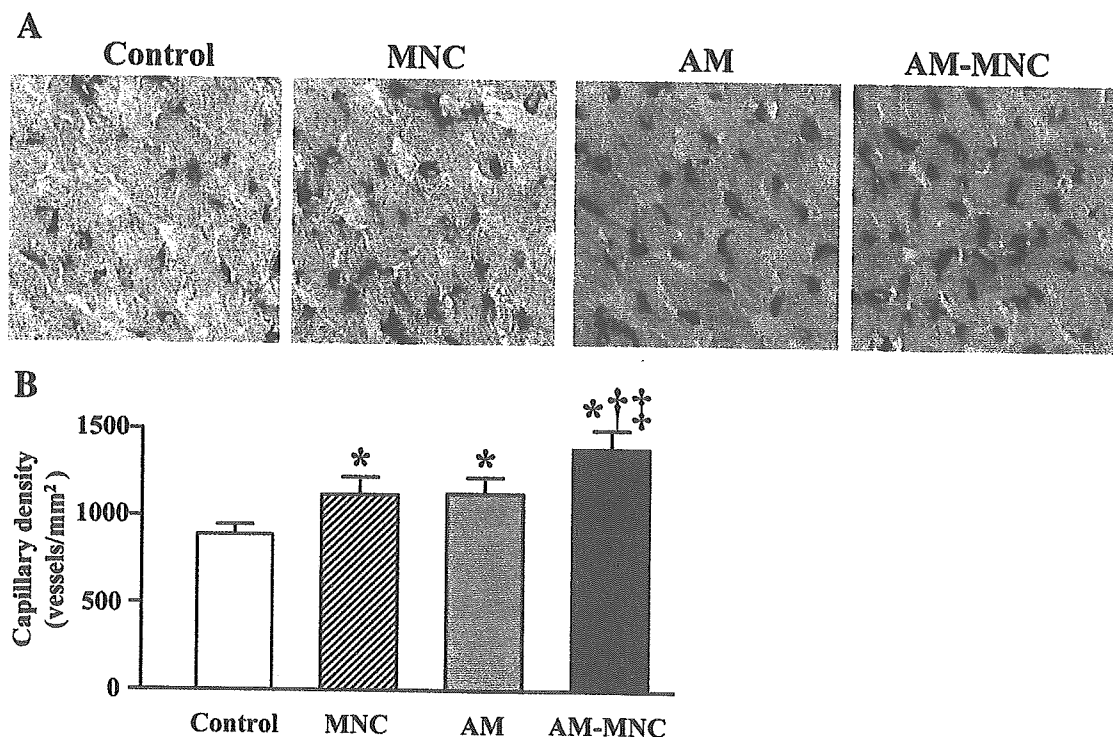 A
Control MNC AM AM-MNC
B
*†‡
* *
1500
1000
500
0
Capillary density
(vessels/mm²)
Control MNC AM AM-MNC